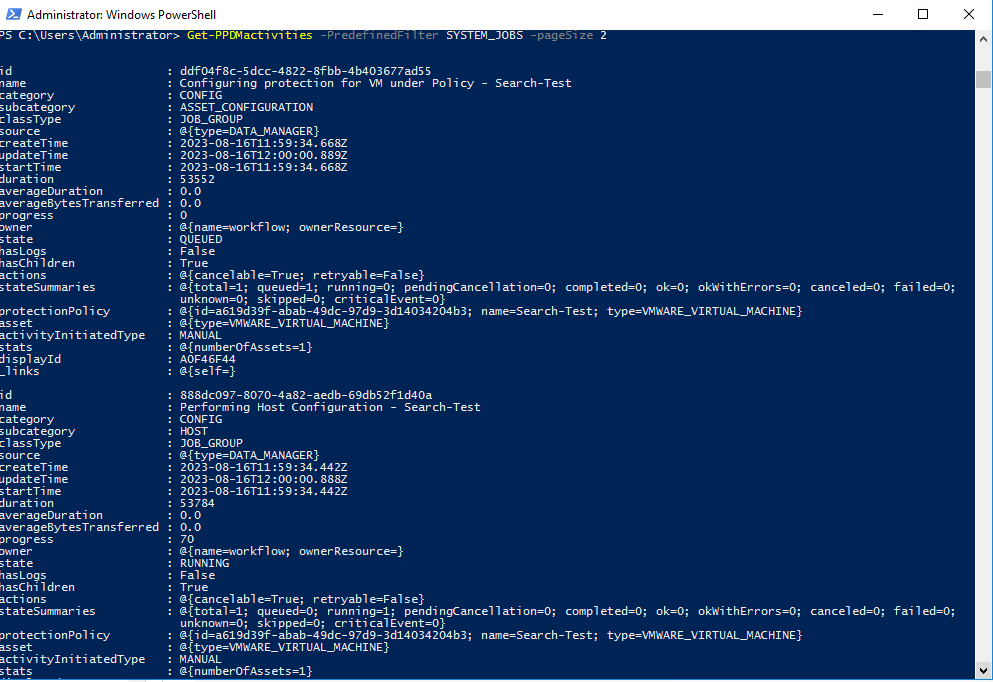 Administrator: Windows PowerShell
PS C:\Users\Administrator> Get-PPDMactivities -PredefinedFilter SYSTEM_JOBS -pageSize 2
id : ddf04f8c-5dcc-4822-8fbb-4b403677ad55
name : Configuring protection for VM under Policy - Search-Test
category : CONFIG
subcategory : ASSET_CONFIGURATION
classType : JOB_GROUP
source : @{type=DATA_MANAGER}
createTime : 2023-08-16T11:59:34.668Z
updateTime : 2023-08-16T12:00:00.889Z
startTime : 2023-08-16T11:59:34.668Z
duration : 53552
averageDuration : 0.0
averageBytesTransferred : 0.0
progress : 0
owner : @{name=workflow; ownerResource=}
state : QUEUED
hasLogs : False
hasChildren : True
actions : @{cancelable=True; retryable=False}
stateSummaries : @{total=1; queued=1; running=0; pendingCancellation=0; completed=0; ok=0; okWithErrors=0; canceled=0; failed=0;
unknown=0; skipped=0; criticalEvent=0}
protectionPolicy : @{id=a619d39f-abab-49dc-97d9-3d14034204b3; name=Search-Test; type=VMWARE_VIRTUAL_MACHINE}
asset : @{type=VMWARE_VIRTUAL_MACHINE}
activityInitiatedType : MANUAL
stats : @{numberOfAssets=1}
displayId : A0F46F44
_links : @{self=}
id : 888dc097-8070-4a82-aedb-69db52f1d40a
name : Performing Host Configuration - Search-Test
category : CONFIG
subcategory : HOST
classType : JOB_GROUP
source : @{type=DATA_MANAGER}
createTime : 2023-08-16T11:59:34.442Z
updateTime : 2023-08-16T12:00:00.888Z
startTime : 2023-08-16T11:59:34.442Z
duration : 53784
averageDuration : 0.0
averageBytesTransferred : 0.0
progress : 70
owner : @{name=workflow; ownerResource=}
state : RUNNING
hasLogs : False
hasChildren : True
actions : @{cancelable=True; retryable=False}
stateSummaries : @{total=1; queued=0; running=1; pendingCancellation=0; completed=0; ok=0; okWithErrors=0; canceled=0; failed=0;
unknown=0; skipped=0; criticalEvent=0}
protectionPolicy : @{id=a619d39f-abab-49dc-97d9-3d14034204b3; name=Search-Test; type=VMWARE_VIRTUAL_MACHINE}
asset : @{type=VMWARE_VIRTUAL_MACHINE}
activityInitiatedType : MANUAL
stats : @{numberOfAssets=1}